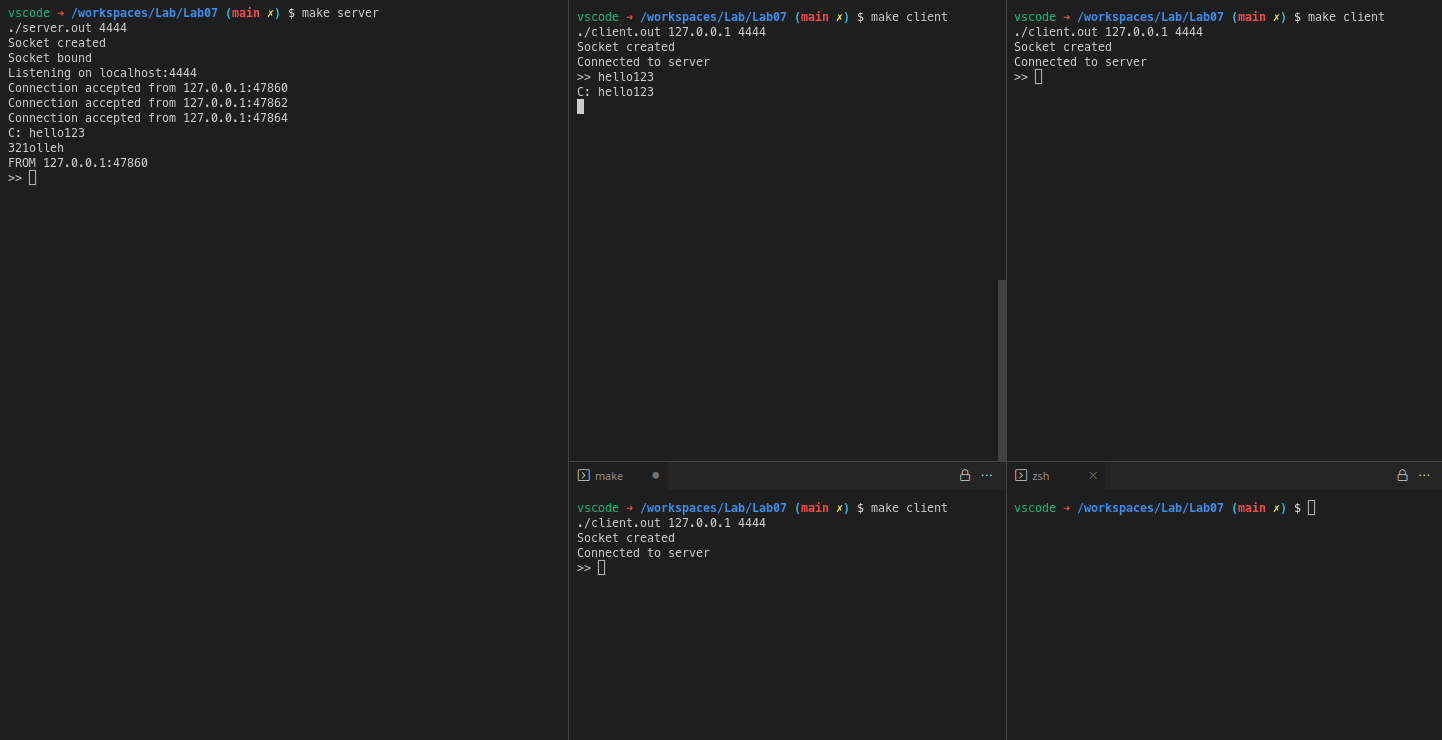 vscode ➜ /workspaces/Lab/Lab07 (main ✗) $ make server
./server.out 4444
Socket created
Socket bound
Listening on localhost:4444
Connection accepted from 127.0.0.1:47860
Connection accepted from 127.0.0.1:47862
Connection accepted from 127.0.0.1:47864
C: hello123
321olleh
FROM 127.0.0.1:47860
>>
vscode ➜ /workspaces/Lab/Lab07 (main ✗) $ make client
./client.out 127.0.0.1 4444
Socket created
Connected to server
>> hello123
C: hello123
vscode ➜ /workspaces/Lab/Lab07 (main ✗) $ make client
./client.out 127.0.0.1 4444
Socket created
Connected to server
>>
make
vscode ➜ /workspaces/Lab/Lab07 (main ✗) $ make client
./client.out 127.0.0.1 4444
Socket created
Connected to server
>>
zsh
vscode ➜ /workspaces/Lab/Lab07 (main ✗) $